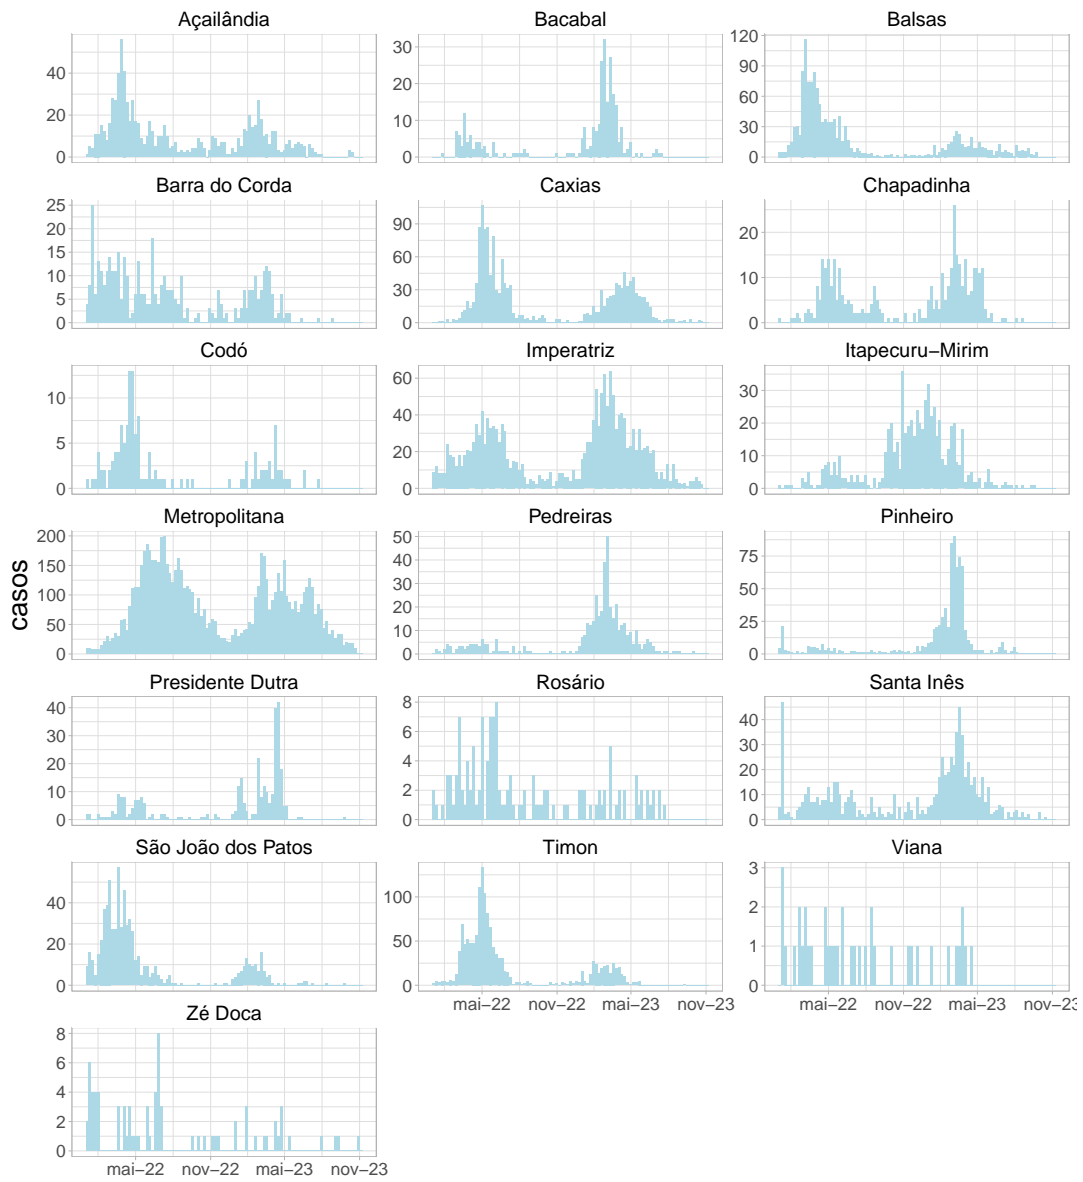 Açailândia
Bacabal
Balsas
40
20
0
30
20
10
0
120
90
60
30
0
Barra do Corda
Caxias
Chapadinha
25
20
15
10
5
0
90
60
30
0
20
10
0
Codó
Imperatriz
Itapecuru−Mirim
10
5
0
60
40
20
0
30
20
10
0
Metropolitana
Pedreiras
Pinheiro
200
150
100
50
0
50
40
30
20
10
0
75
50
25
0
casos
Presidente Dutra
Rosário
Santa Inês
40
30
20
10
0
8
6
4
2
0
40
30
20
10
0
São João dos Patos
Timon
Viana
40
20
0
100
50
0
3
2
1
0
mai−22
nov−22
mai−23
nov−23
mai−22
nov−22
mai−23
nov−23
Zé Doca
8
6
4
2
0
mai−22
nov−22
mai−23
nov−23